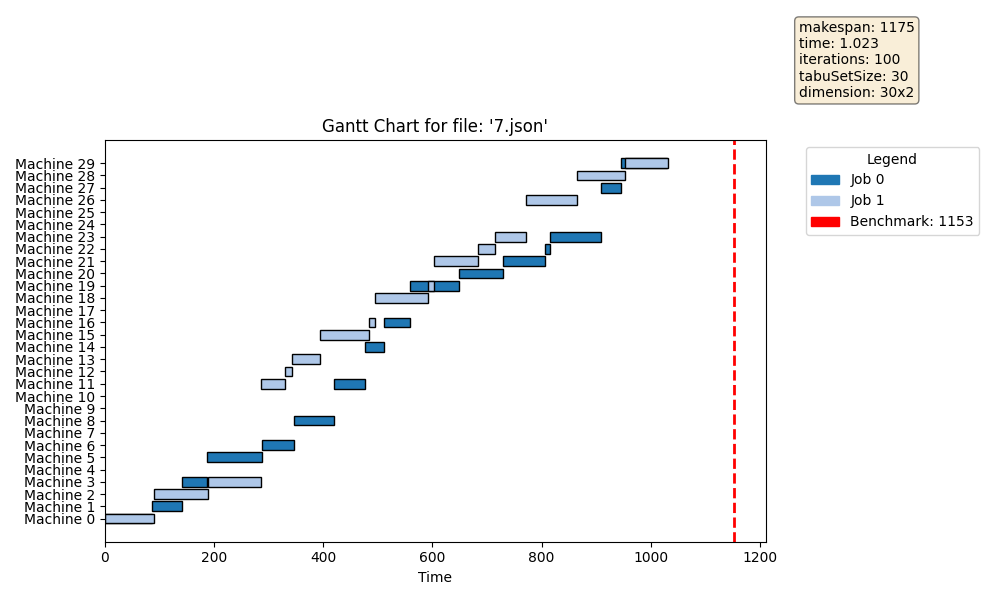 makespan: 1175
time: 1.023
iterations: 100
tabuSetSize: 30
dimension: 30x2
Gantt Chart for file: '7.json'
Machine 29
Machine 28
Machine 27
Machine 26
Machine 25
Machine 24
Machine 23
Machine 22
Machine 21
Machine 20
Machine 19
Machine 18
Machine 17
Machine 16
Machine 15
Machine 14
Machine 13
Machine 12
Machine 11
Machine 10
Machine 9
Machine 8
Machine 7
Machine 6
Machine 5
Machine 4
Machine 3
Machine 2
Machine 1
Machine 0
0 200 400 600 800 1000 1200
Time
Legend
Job 0
Job 1
Benchmark: 1153